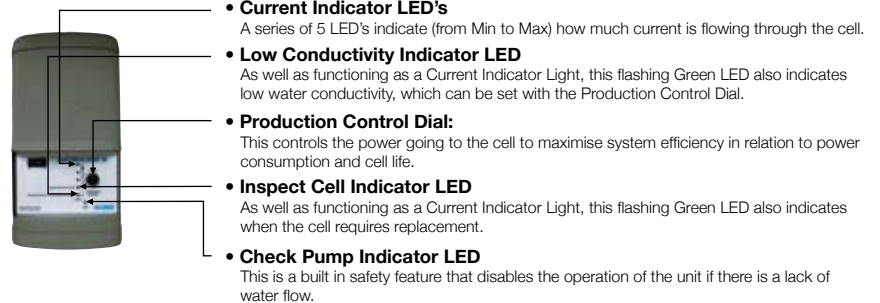 • Current Indicator LED's
A series of 5 LED's indicate (from Min to Max) how much current is flowing through the cell.
• Low Conductivity Indicator LED
As well as functioning as a Current Indicator Light, this flashing Green LED also indicates
low water conductivity, which can be set with the Production Control Dial.
• Production Control Dial:
This controls the power going to the cell to maximise system efficiency in relation to power
consumption and cell life.
• Inspect Cell Indicator LED
As well as functioning as a Current Indicator Light, this flashing Green LED also indicates
when the cell requires replacement.
• Check Pump Indicator LED
This is a built in safety feature that disables the operation of the unit if there is a lack of
water flow.